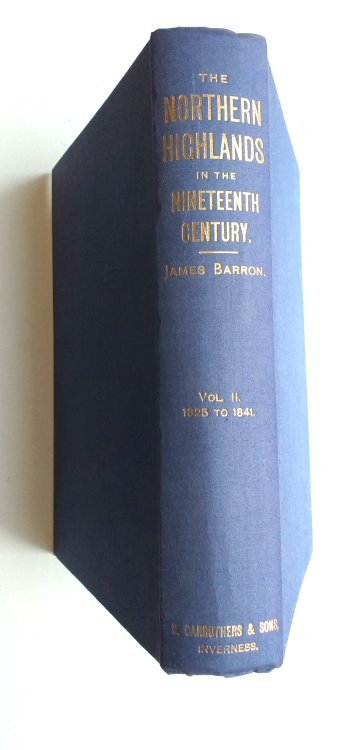 THE
NORTHERN
HIGHLANDS
IN THE
NINETEENTH
CENTURY.
JAMES BARRON.
VOL. II.
1825 TO 1841.
R. CARRUTHERS & SONS,
INVERNESS.